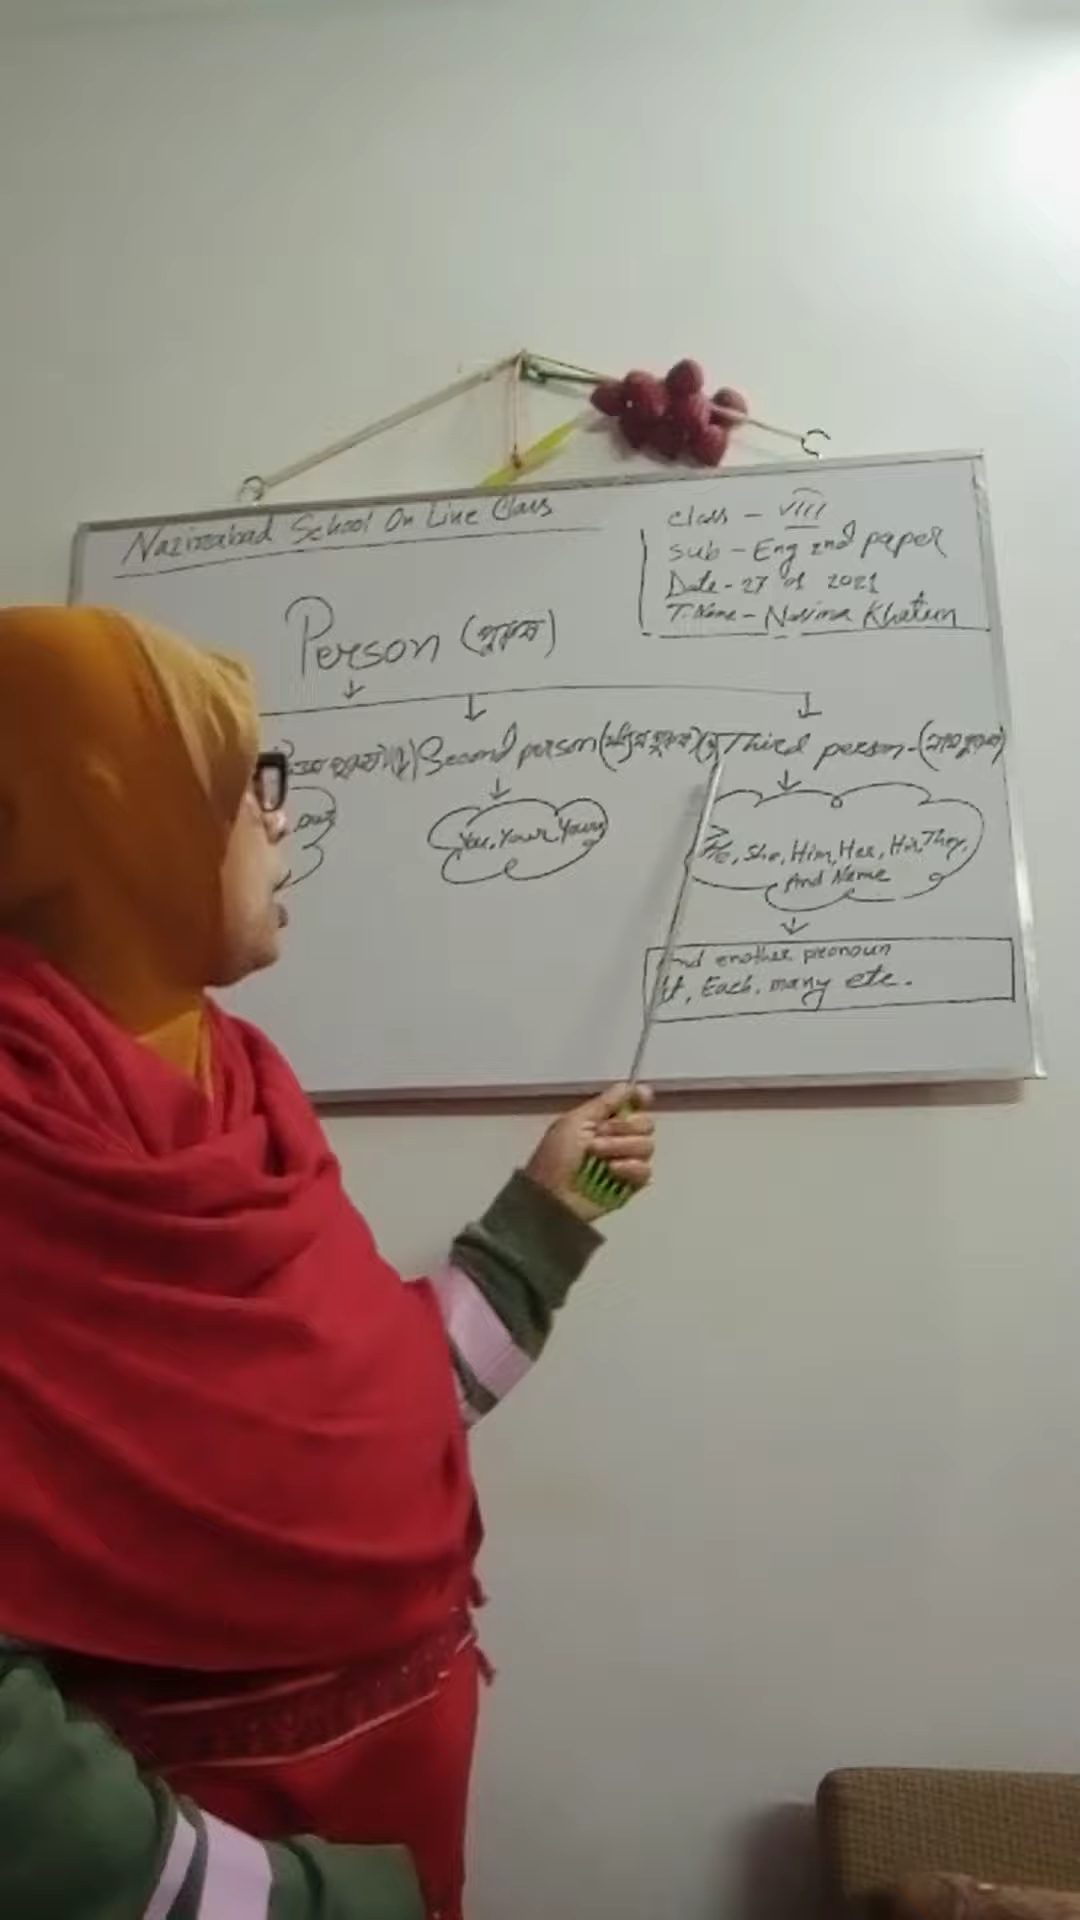 Nazirabad School On Line Class
Class - VIII
Sub - Eng 2nd paper
Date - 27 01 2021
T. Name - Nasima Khatun
Person (পুরুষ)
Second person (মধ্যম পুরুষ)
Third person - (নাম পুরুষ)
our
You, Your, Yours
He, She, Him, Her, His, They,
And Name
And enother pronoun
It, Each, many etc.